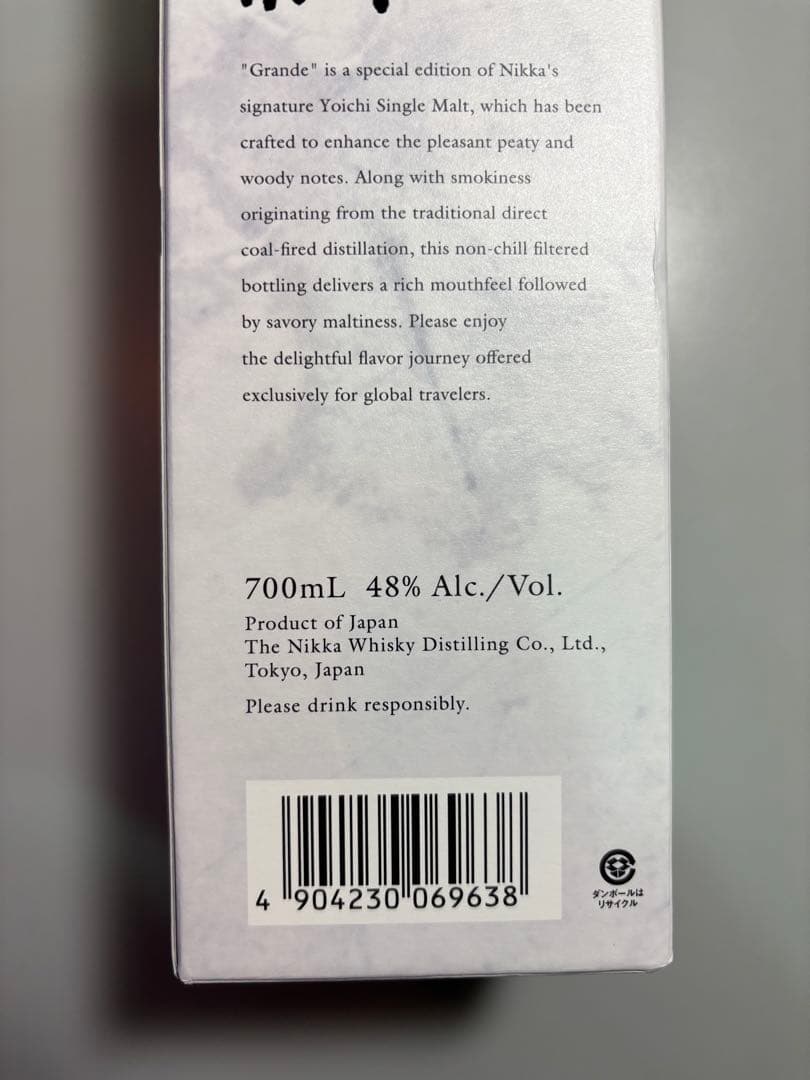 "Grande" is a special edition of Nikka's
signature Yoichi Single Malt, which has been
crafted to enhance the pleasant peaty and
woody notes. Along with smokiness
originating from the traditional direct
coal-fired distillation, this non-chill filtered
bottling delivers a rich mouthfeel followed
by savory maltiness. Please enjoy
the delightful flavor journey offered
exclusively for global travelers.
700mL 48% Alc./Vol.
Product of Japan
The Nikka Whisky Distilling Co., Ltd.,
Tokyo, Japan
Please drink responsibly.
4 904230 069638
ダンボールは
リサイクル